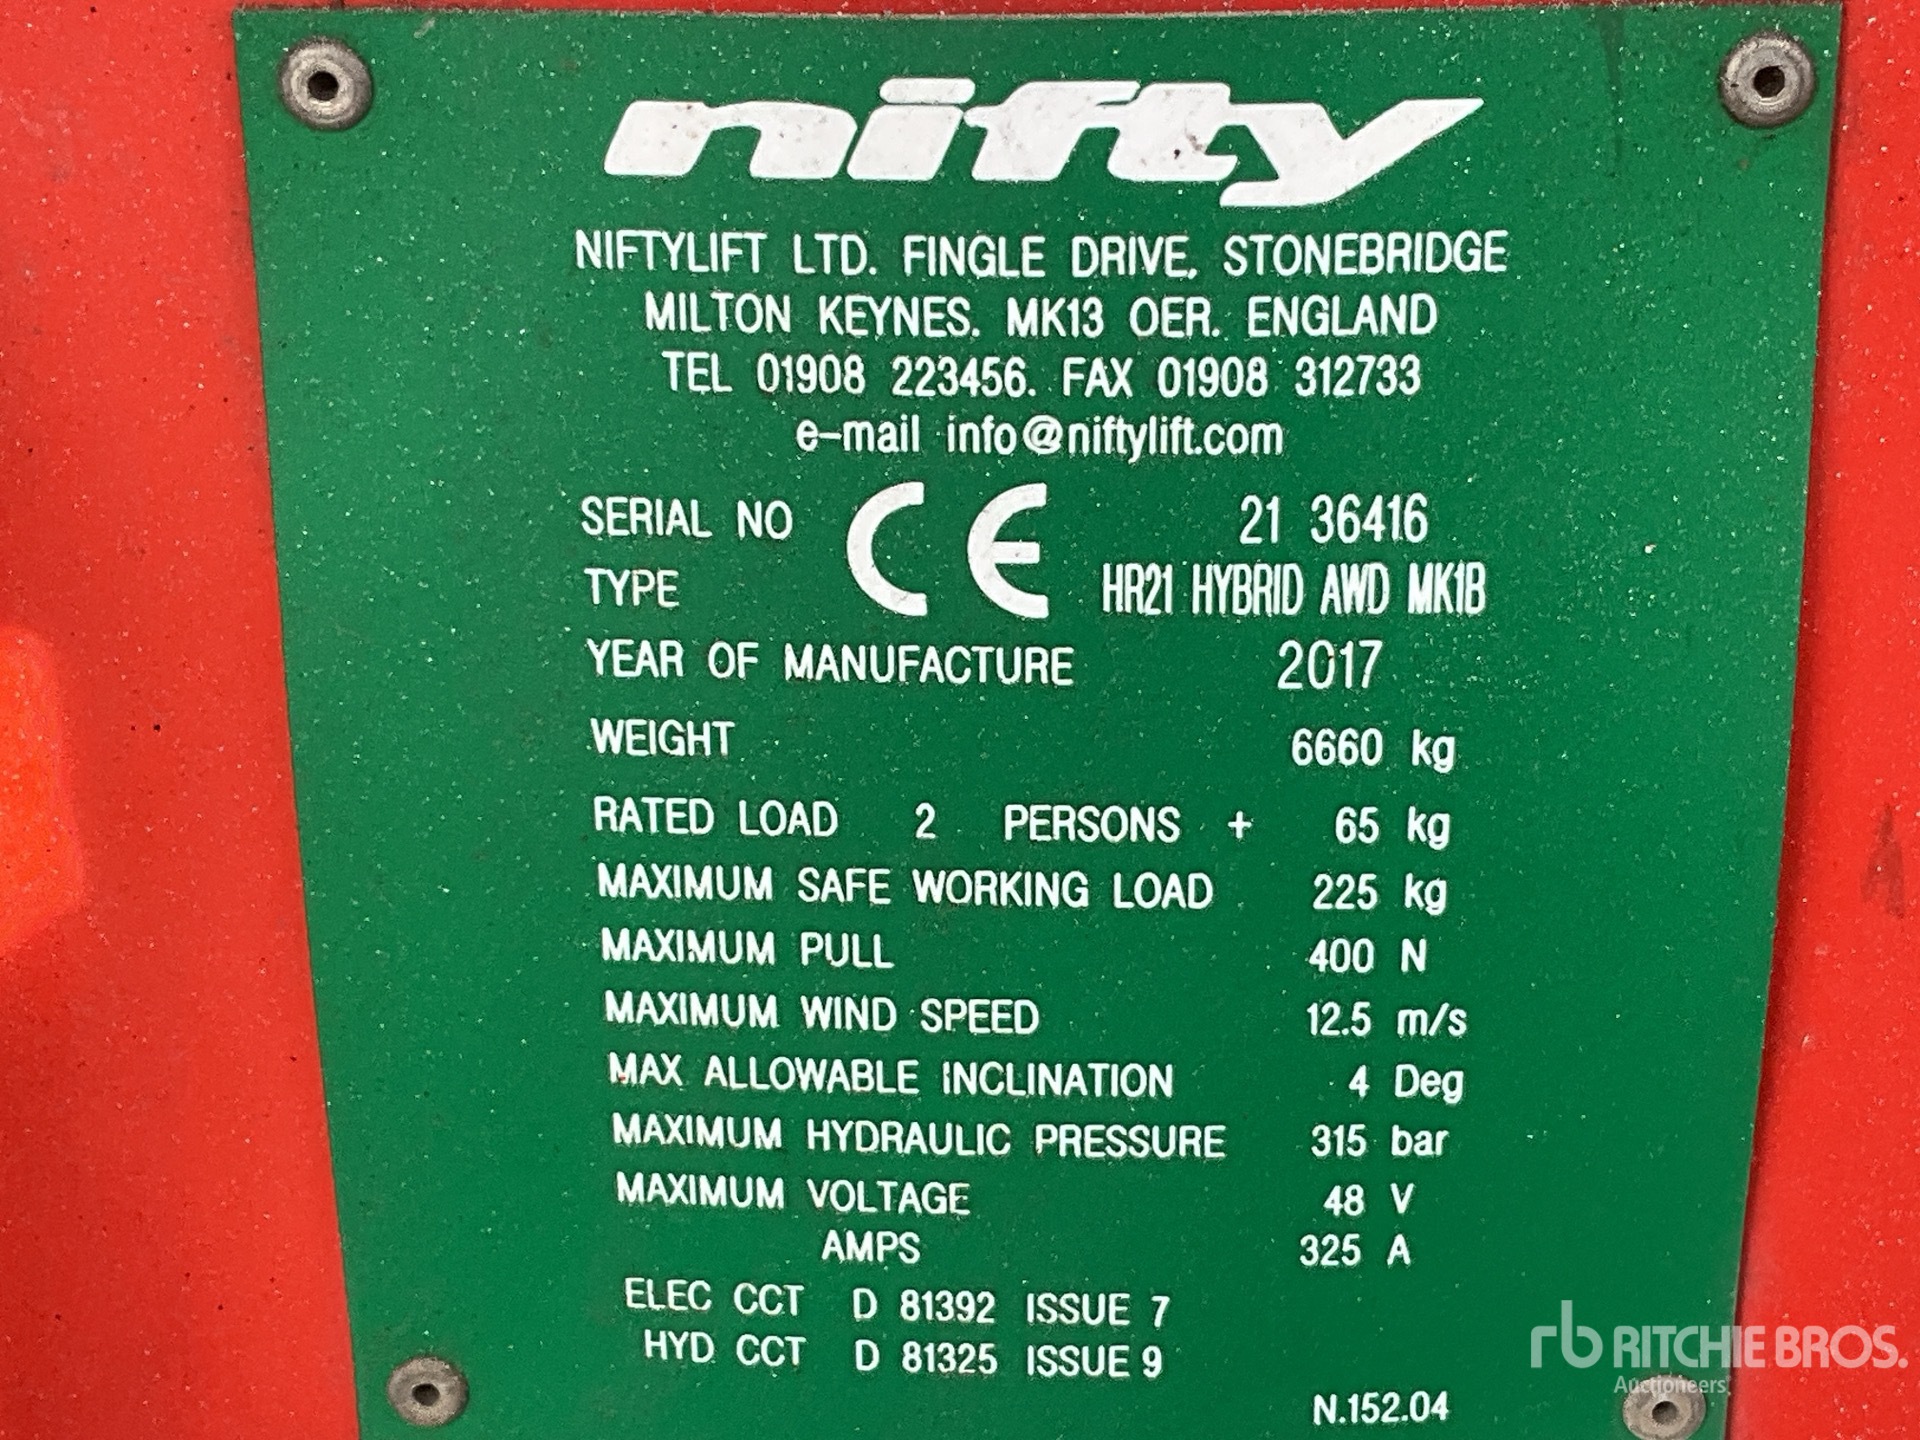 nifty
NIFTYLIFT LTD. FINGLE DRIVE, STONEBRIDGE
MILTON KEYNES. MK13 OER. ENGLAND
TEL 01908 223456. FAX 01908 312733
e-mail info@niftylift.com
SERIAL NO CE 21 36416
TYPE HR21 HYBRID AWD MK1B
YEAR OF MANUFACTURE 2017
WEIGHT 6660 kg
RATED LOAD 2 PERSONS + 65 kg
MAXIMUM SAFE WORKING LOAD 225 kg
MAXIMUM PULL 400 N
MAXIMUM WIND SPEED 12.5 m/s
MAX ALLOWABLE INCLINATION 4 Deg
MAXIMUM HYDRAULIC PRESSURE 315 bar
MAXIMUM VOLTAGE 48 V
AMPS 325 A
ELEC CCT D 81392 ISSUE 7
HYD CCT D 81325 ISSUE 9
N.152.04
rb RITCHIE BROS.
Auctioneers